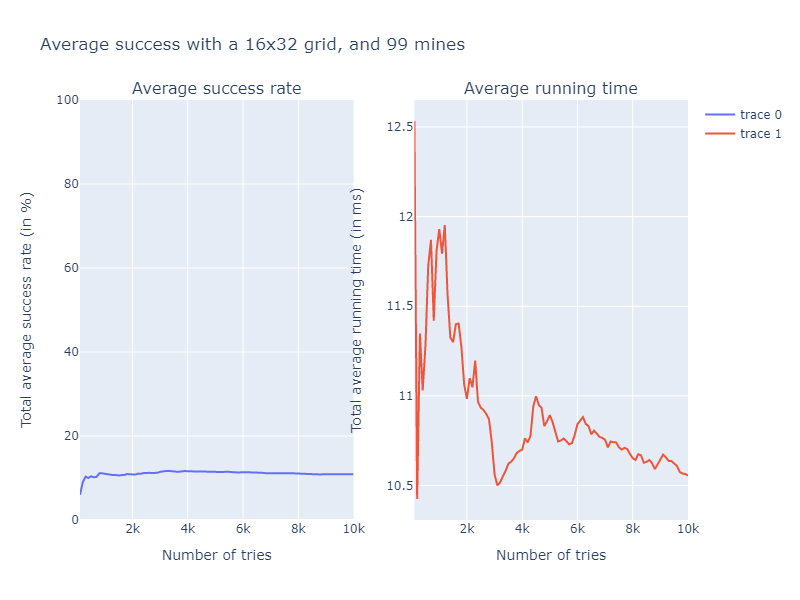 Average success with a 16x32 grid, and 99 mines
Average success rate
Average running time
trace 0
trace 1
Total average success rate (in %)
100
80
60
40
20
0
2k
4k
6k
8k
10k
Number of tries
Total average running time (in ms)
12.5
12
11.5
11
10.5
2k
4k
6k
8k
10k
Number of tries